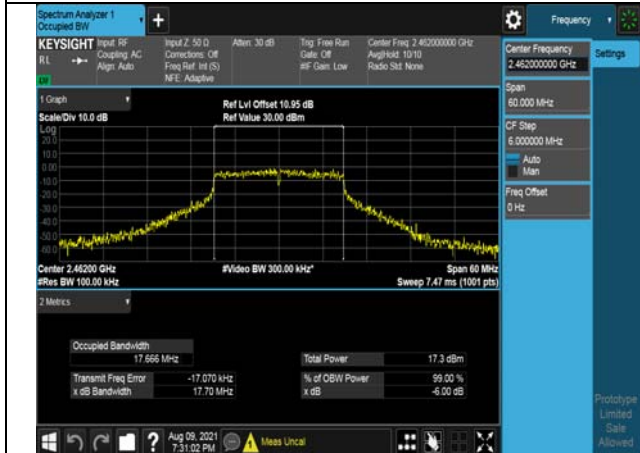 Spectrum Analyzer 1
Occupied BW
+
Frequency
KEYSIGHT
RL
Input: RF
Coupling: AC
Align: Auto
Input Z: 50 Ω
Corrections: Off
Freq Ref: Int (S)
NFE: Adaptive
Atten: 30 dB
Trig: Free Run
Gate: Off
#IF Gain: Low
Center Freq: 2.462000000 GHz
Avg|Hold: 10/10
Radio Std: None
Center Frequency
2.462000000 GHz
Settings
Span
60.000 MHz
CF Step
6.000000 MHz
Auto
Man
Freq Offset
0 Hz
1 Graph
Scale/Div 10.0 dB
Ref Lvl Offset 10.95 dB
Ref Value 30.00 dBm
Log
20.0
10.0
0.00
-10.0
-20.0
-30.0
-40.0
-50.0
-60.0
Center 2.46200 GHz
#Video BW 300.00 kHz*
Span 60 MHz
#Res BW 100.00 kHz
Sweep 7.47 ms (1001 pts)
2 Metrics
Occupied Bandwidth
17.666 MHz
Total Power
17.3 dBm
Transmit Freq Error
-17.070 kHz
% of OBW Power
99.00 %
x dB Bandwidth
17.70 MHz
x dB
-6.00 dB
?
Aug 09, 2021
7:31:02 PM
Meas Uncal
Prototype
Limited
Sale
Allowed